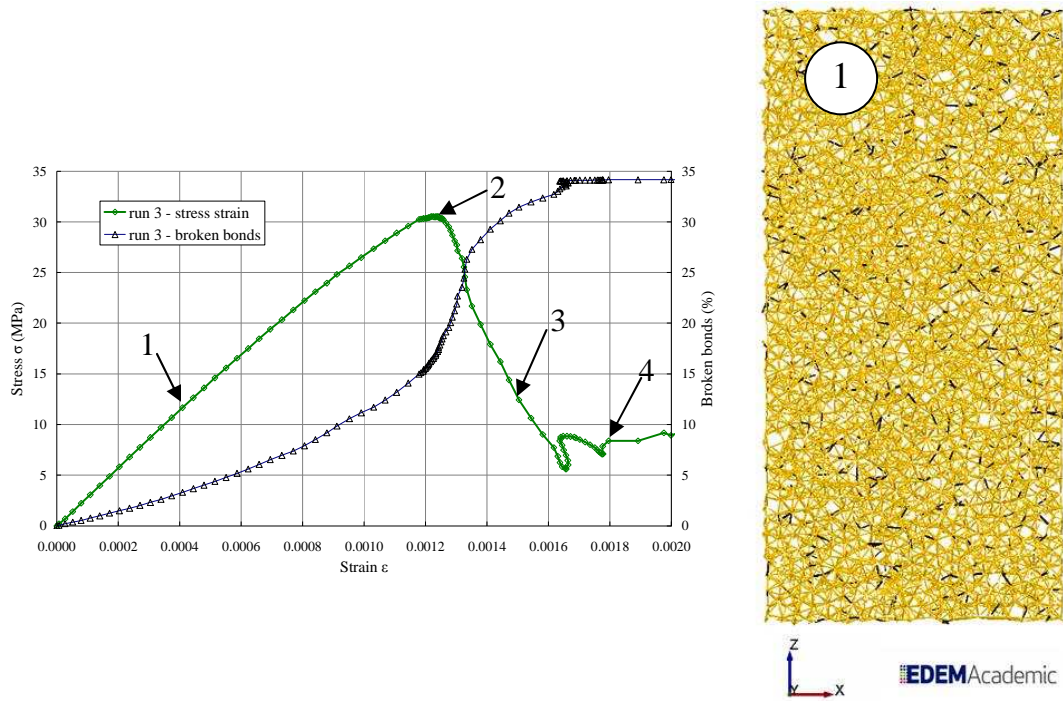 run 3 - stress strain
run 3 - broken bonds
Stress σ (MPa)
35
30
25
20
15
10
5
0
Broken bonds (%)
35
30
25
20
15
10
5
0
0.0000 0.0002 0.0004 0.0006 0.0008 0.0010 0.0012 0.0014 0.0016 0.0018 0.0020
Strain ε
1
2
3
4
1
Z
Y
X
EDEMAcademic